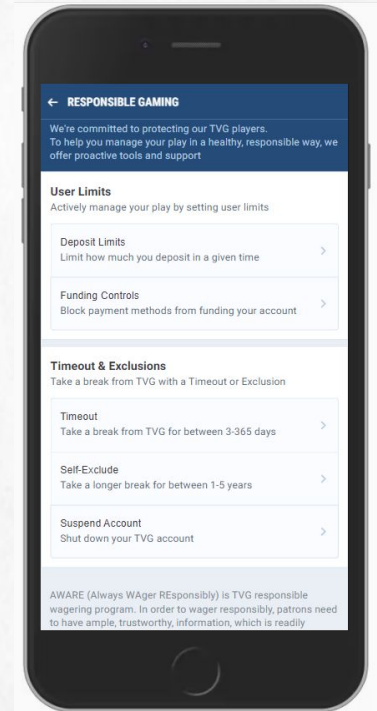 ← RESPONSIBLE GAMING
We're committed to protecting our TVG players.
To help you manage your play in a healthy, responsible way, we
offer proactive tools and support
User Limits
Actively manage your play by setting user limits
Deposit Limits
Limit how much you deposit in a given time
Funding Controls
Block payment methods from funding your account
Timeout & Exclusions
Take a break from TVG with a Timeout or Exclusion
Timeout
Take a break from TVG for between 3-365 days
Self-Exclude
Take a longer break for between 1-5 years
Suspend Account
Shut down your TVG account
AWARE (Always WAger REsponsibly) is TVG responsible
wagering program. In order to wager responsibly, patrons need
to have ample, trustworthy, information, which is readily